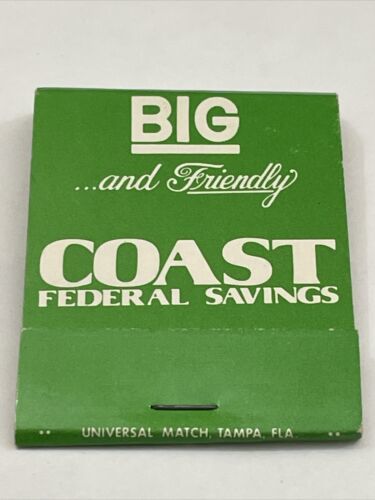 BIG
...and Friendly
COAST
FEDERAL SAVINGS
UNIVERSAL MATCH, TAMPA, FLA.